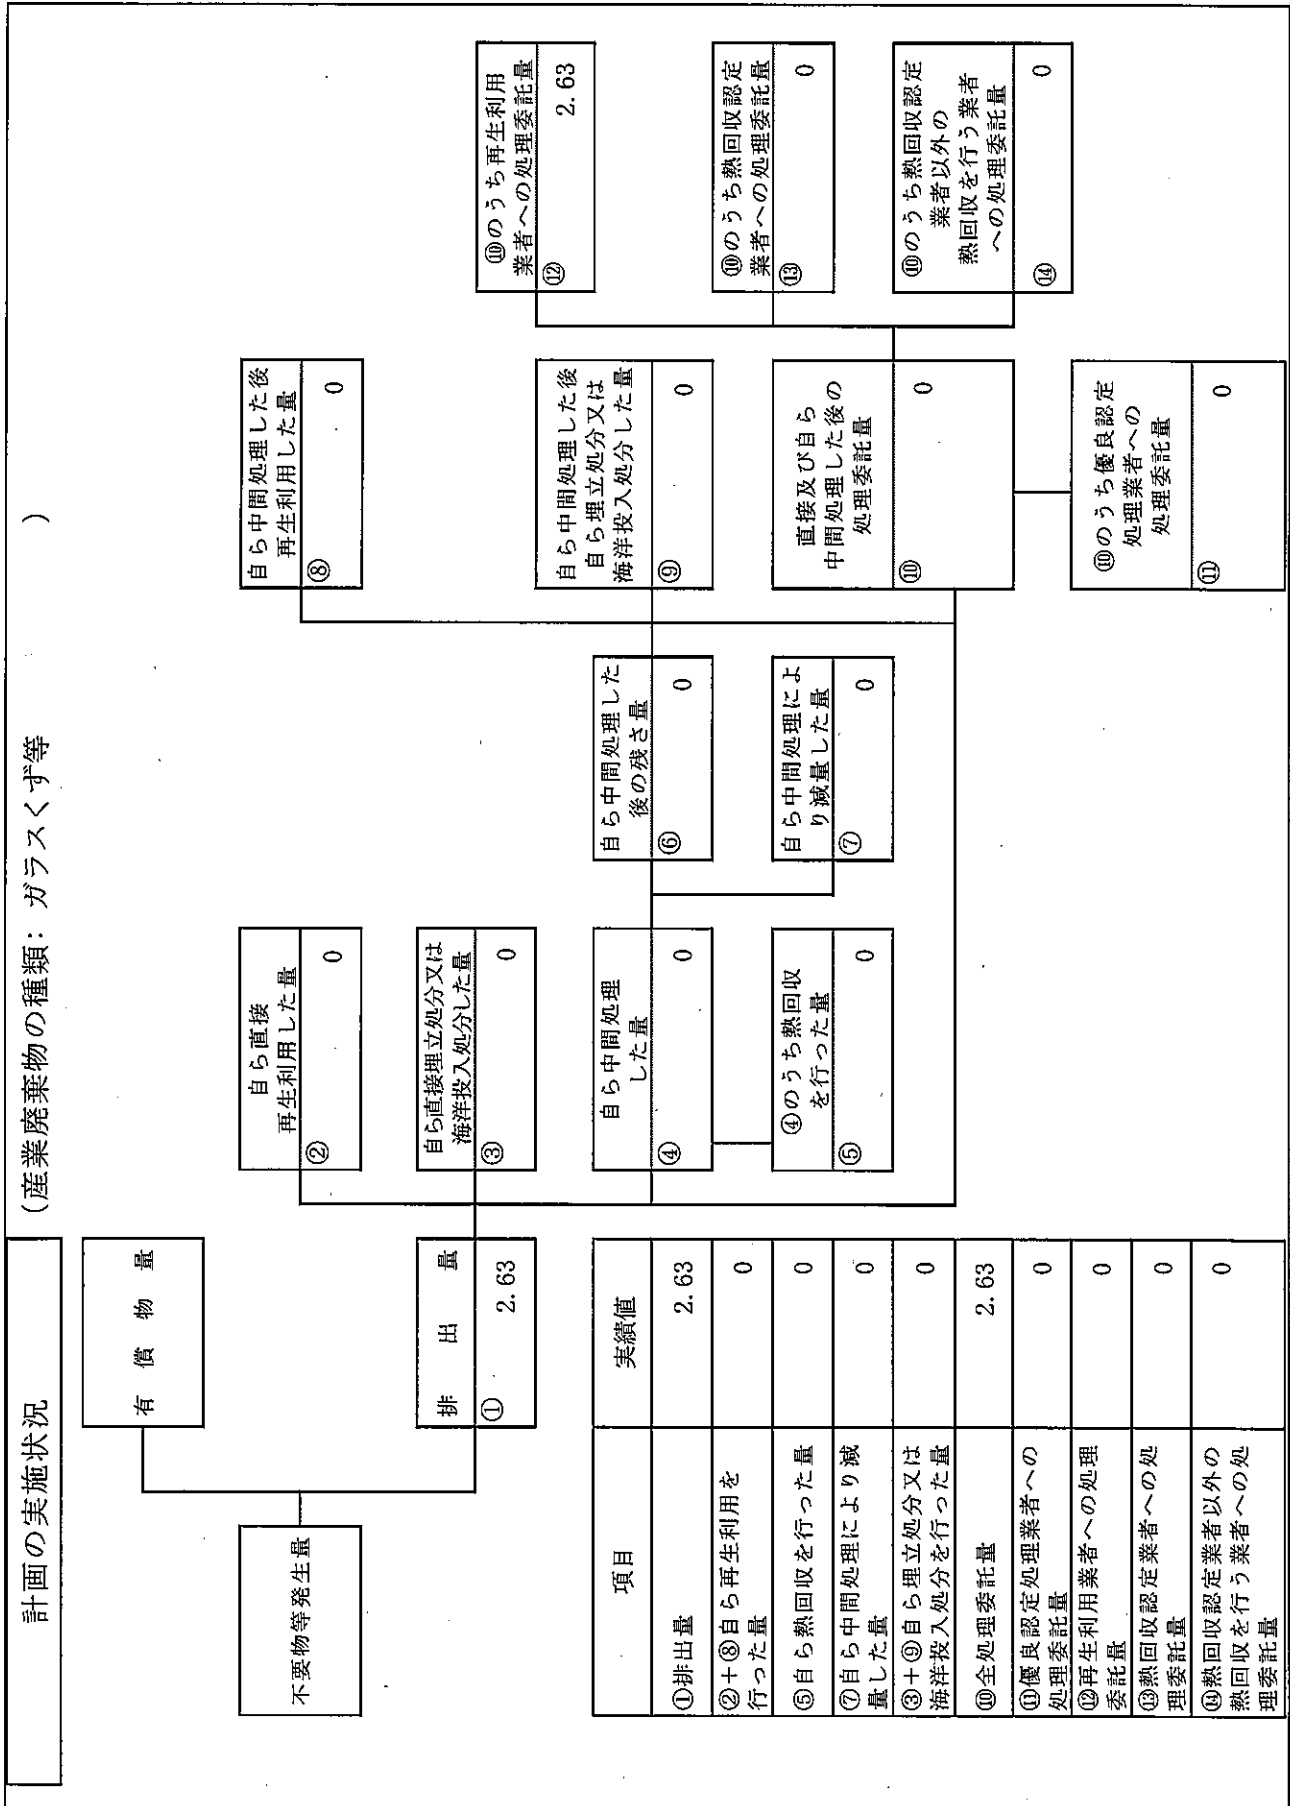 計画の実施状況
(産業廃棄物の種類: ガラスくず等 )
不要物等発生量
有償物量
排出量
① 2.63
自ら直接
再生利用した量
② 0
自ら直接埋立処分又は
海洋投入処分した量
③ 0
自ら中間処理
した量
④ 0
④のうち熱回収
を行った量
⑤ 0
自ら中間処理した
後の残さ量
⑥ 0
自ら中間処理によ
り減量した量
⑦ 0
自ら中間処理した後
再生利用した量
⑧ 0
自ら中間処理した後
自ら埋立処分又は
海洋投入処分した量
⑨ 0
直接及び自ら
中間処理した後の
処理委託量
⑩ 0
⑩のうち優良認定
処理業者への
処理委託量
⑪ 0
⑩のうち再生利用
業者への処理委託量
⑫ 2.63
⑩のうち熱回収認定
業者への処理委託量
⑬ 0
⑩のうち熱回収認定
業者以外の
熱回収を行う業者
への処理委託量
⑭ 0
項目 実績値
①排出量 2.63
②+⑧自ら再生利用を
行った量 0
⑤自ら熱回収を行った量 0
⑦自ら中間処理により減
量した量 0
③+⑨自ら埋立処分又は
海洋投入処分を行った量 0
⑩全処理委託量 2.63
⑪優良認定処理業者への
処理委託量 0
⑫再生利用業者への処理
委託量 0
⑬熱回収認定業者への処
理委託量 0
⑭熱回収認定業者以外の
熱回収を行う業者への処
理委託量 0